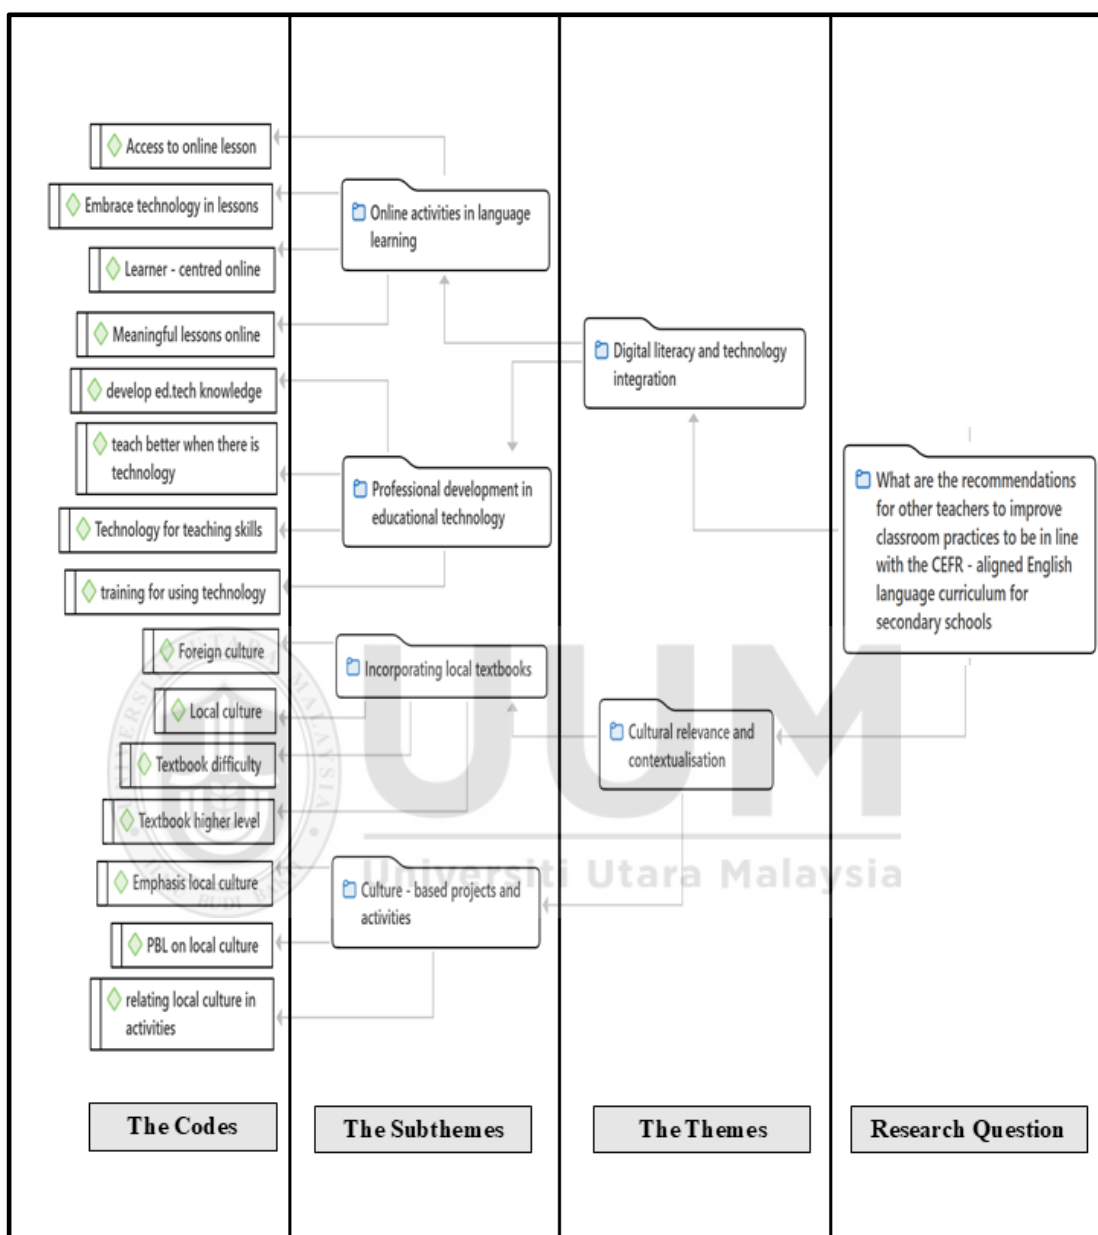 Access to online lesson
Embrace technology in lessons
Learner - centred online
Meaningful lessons online
develop ed.tech knowledge
teach better when there is
technology
Technology for teaching skills
training for using technology
Foreign culture
Local culture
Textbook difficulty
Textbook higher level
Emphasis local culture
PBL on local culture
relating local culture in
activities
The Codes
Online activities in language
learning
Professional development in
educational technology
Incorporating local textbooks
Culture - based projects and
activities
The Subthemes
Digital literacy and technology
integration
Cultural relevance and
contextualisation
The Themes
What are the recommendations
for other teachers to improve
classroom practices to be in line
with the CEFR - aligned English
language curriculum for
secondary schools
Research Question
UUM
Universiti Utara Malaysia
UNIVERSITI UTARA MALAYSIA